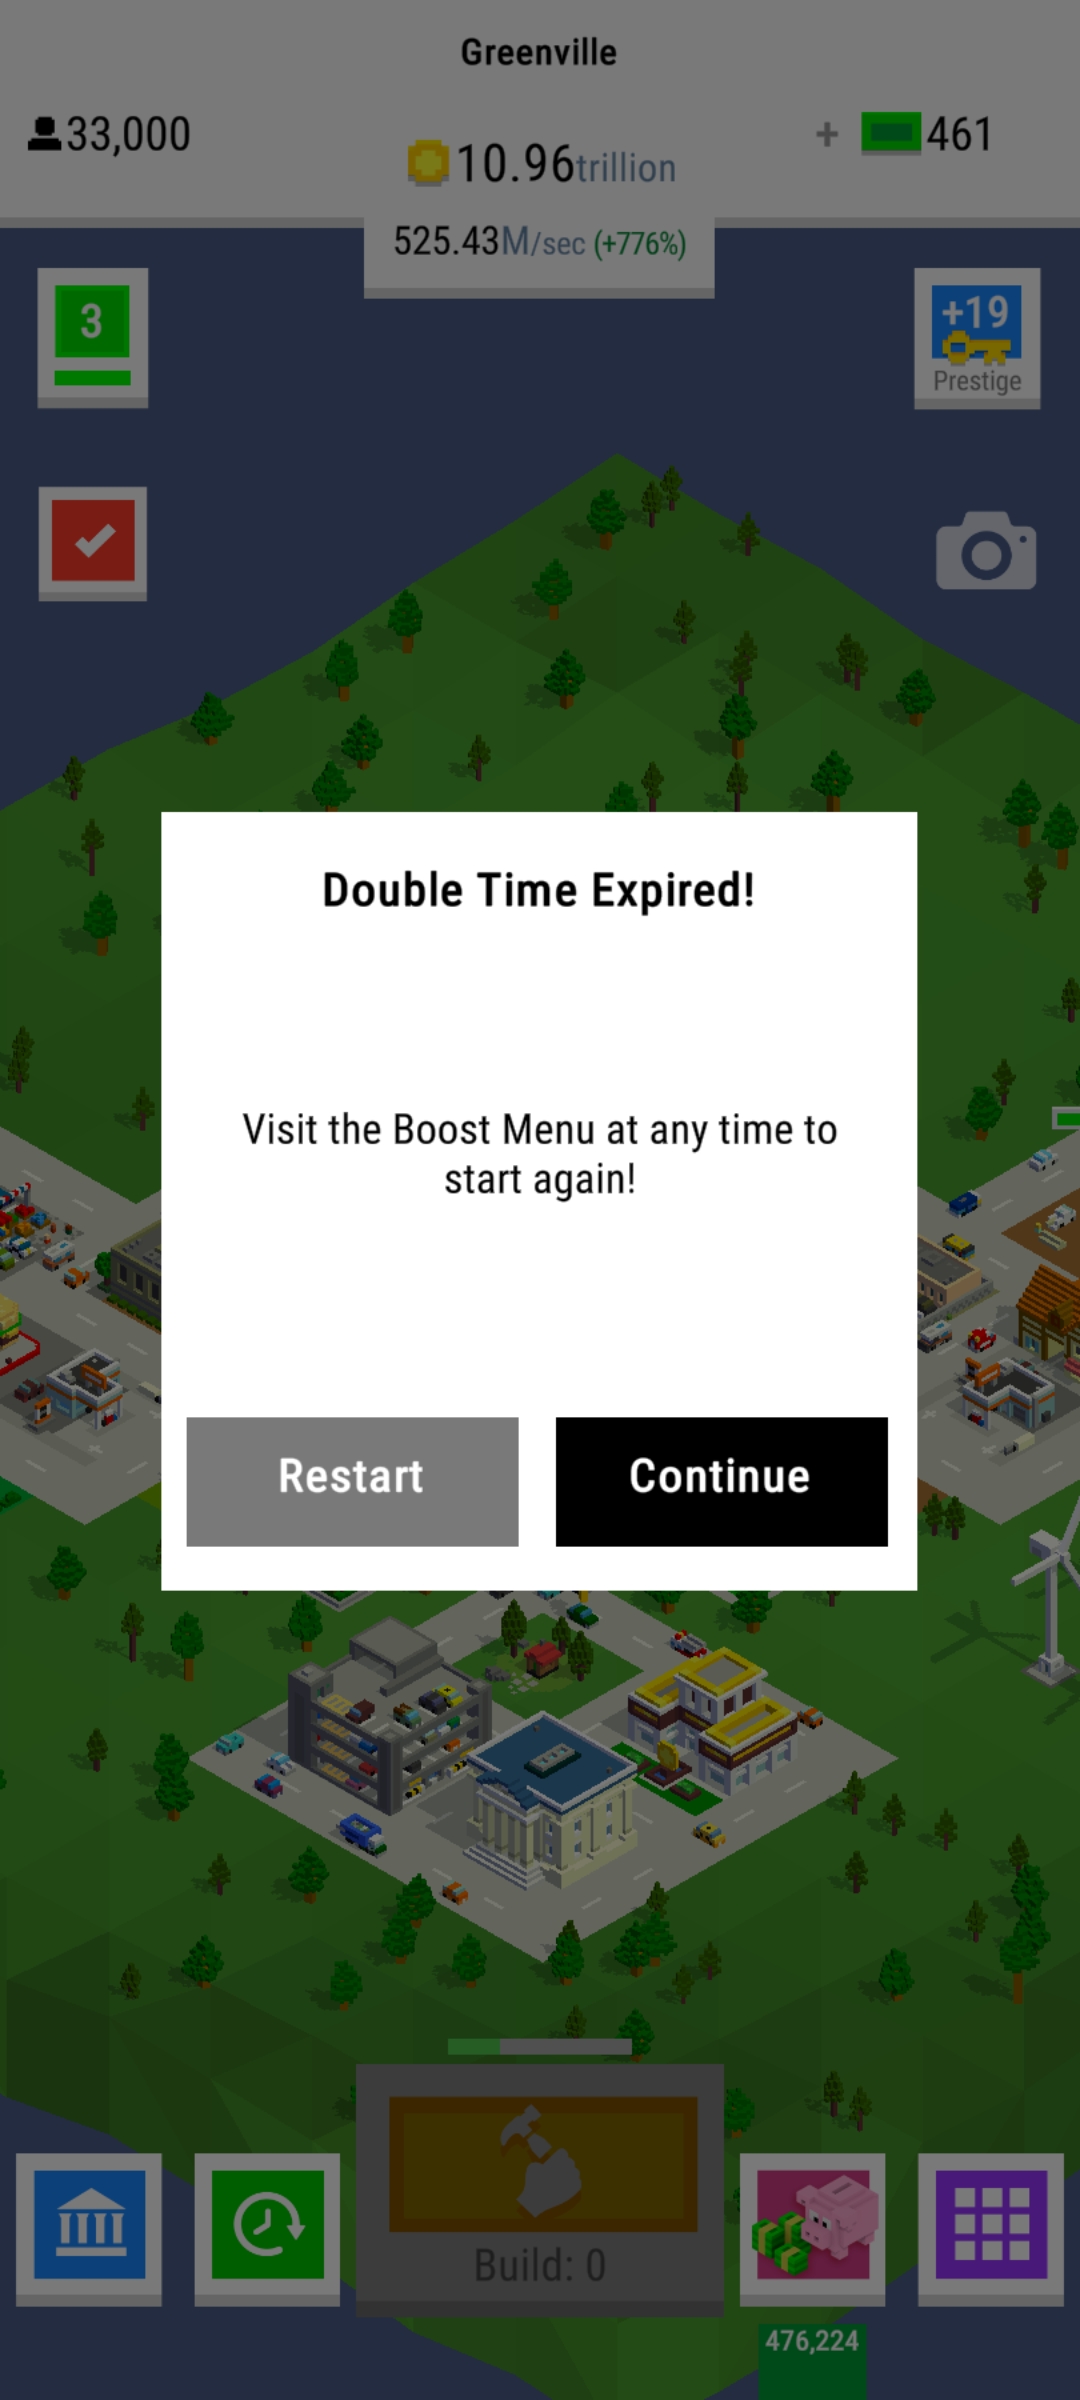 Greenville
33,000
10.96trillion
+ 461
525.43M/sec (+776%)
3
+19
Prestige
Double Time Expired!
Visit the Boost Menu at any time to
start again!
Restart
Continue
Build: 0
476,224